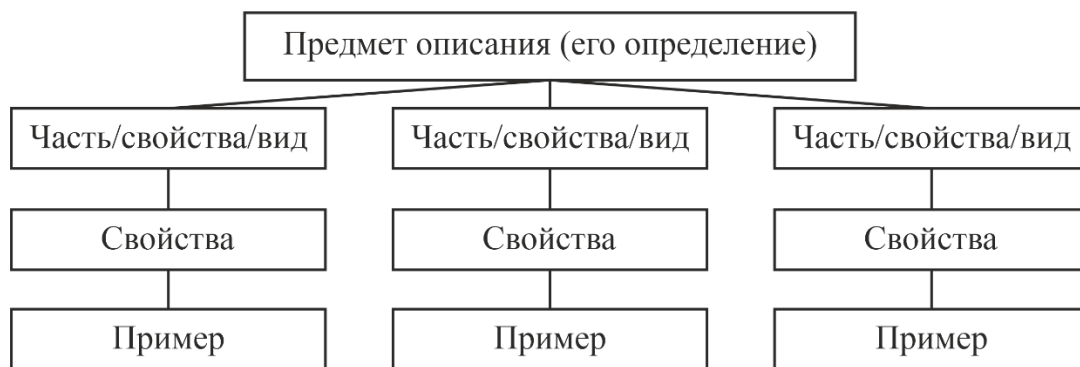 Предмет описания (его определение)
Часть/свойства/вид
Часть/свойства/вид
Часть/свойства/вид
Свойства
Свойства
Свойства
Пример
Пример
Пример